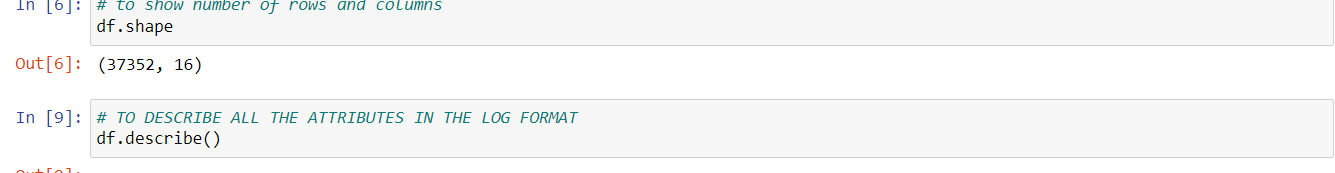 In [6]: # to show number of rows and columns
df.shape
Out[6]: (37352, 16)
In [9]: # TO DESCRIBE ALL THE ATTRIBUTES IN THE LOG FORMAT
df.describe()